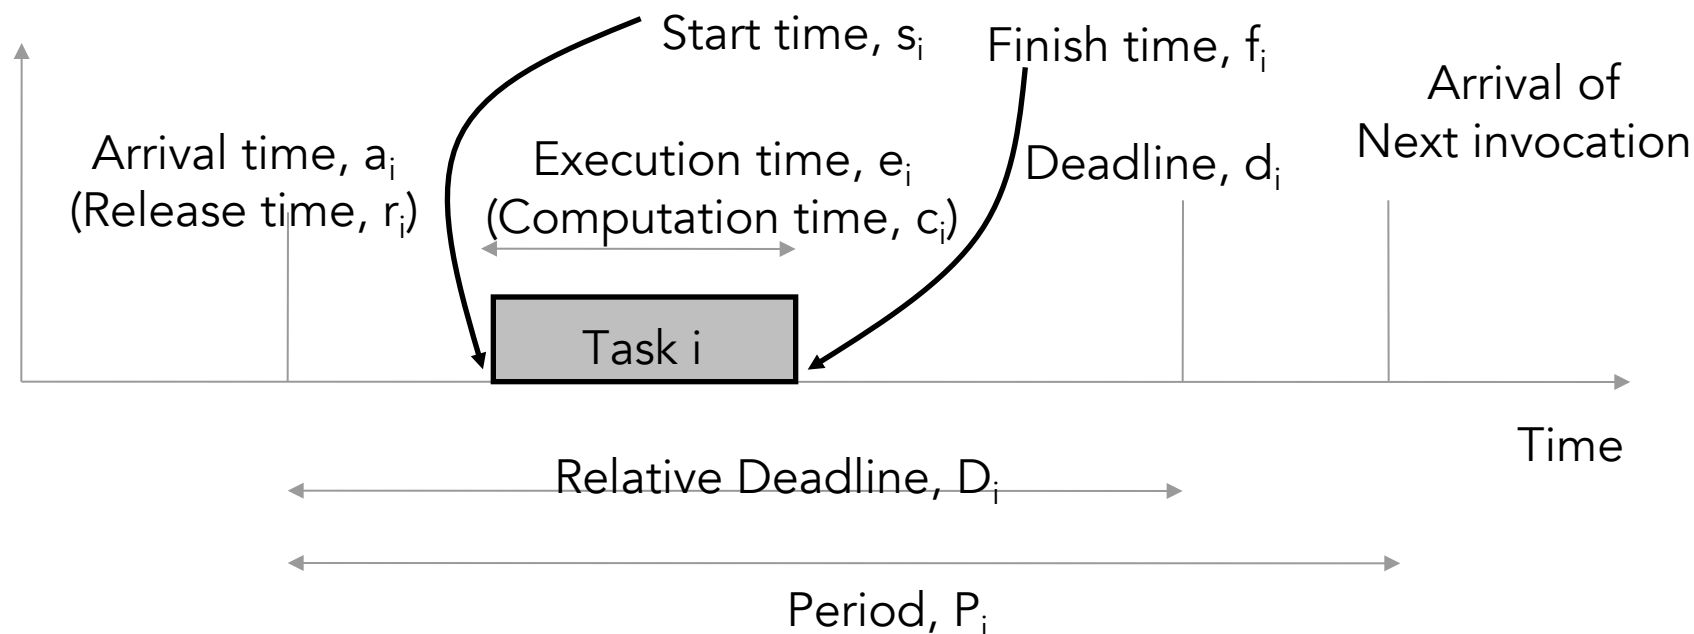 Start time, sᵢ
Finish time, fᵢ
Arrival of
Next invocation
Arrival time, aᵢ
(Release time, rᵢ)
Execution time, eᵢ
(Computation time, cᵢ)
Deadline, dᵢ
Task i
Time
Relative Deadline, Dᵢ
Period, Pᵢ